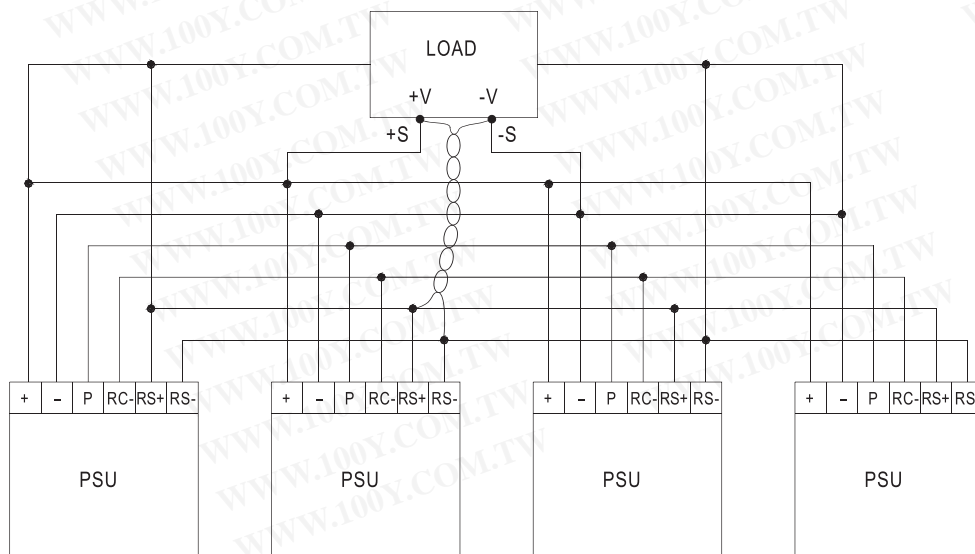 WWW.100Y.COM.TW
LOAD
+V -V
+S -S
+ – P RC- RS+ RS-
+ – P RC- RS+ RS-
+ – P RC- RS+ RS-
+ – P RC- RS+ RS
PSU PSU PSU PSU